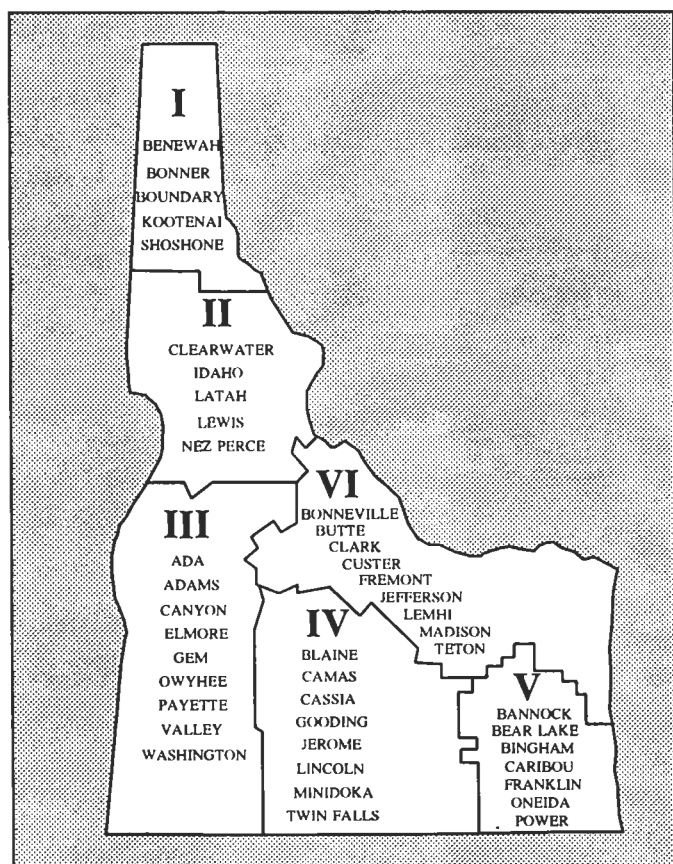 I
BENEWAH
BONNER
BOUNDARY
KOOTENAI
SHOSHONE
II
CLEARWATER
IDAHO
LATAH
LEWIS
NEZ PERCE
III
ADA
ADAMS
CANYON
ELMORE
GEM
OWYHEE
PAYETTE
VALLEY
WASHINGTON
VI
BONNEVILLE
BUTTE
CLARK
CUSTER
FREMONT
JEFFERSON
LEMHI
MADISON
TETON
IV
BLAINE
CAMAS
CASSIA
GOODING
JEROME
LINCOLN
MINIDOKA
TWIN FALLS
V
BANNOCK
BEAR LAKE
BINGHAM
CARIBOU
FRANKLIN
ONEIDA
POWER